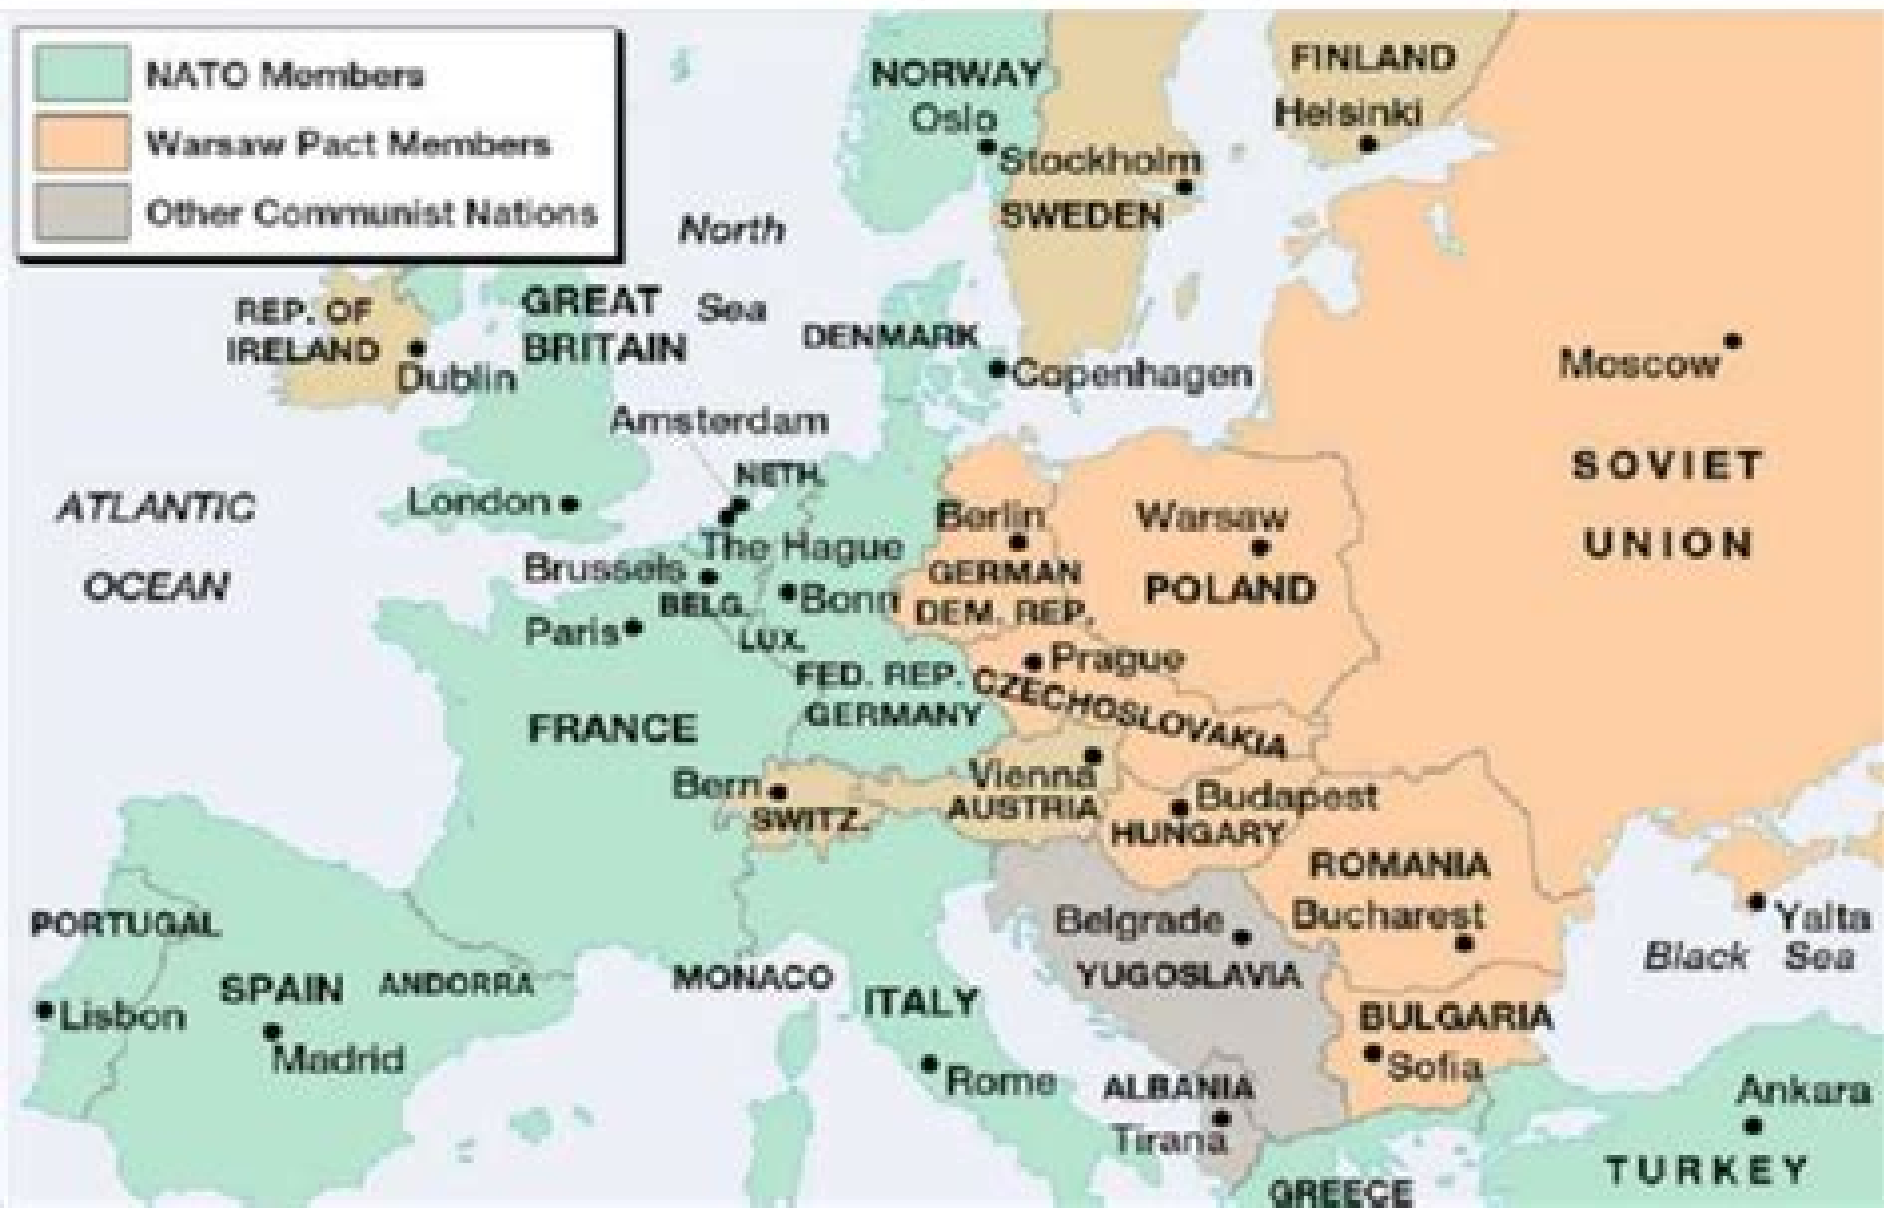 NATO Members
Warsaw Pact Members
Other Communist Nations
NORWAY
Oslo
Stockholm
SWEDEN
FINLAND
Helsinki
North
Sea
REP. OF
IRELAND
Dublin
GREAT
BRITAIN
DENMARK
Copenhagen
Moscow
SOVIET
UNION
Amsterdam
NETH.
London
The Hague
Brussels
BELG.
Bonn
LUX.
Paris
ATLANTIC
OCEAN
Berlin
GERMAN
DEM. REP.
Warsaw
POLAND
Prague
CZECHOSLOVAKIA
FED. REP.
GERMANY
FRANCE
Bern
SWITZ.
Vienna
AUSTRIA
Budapest
HUNGARY
ROMANIA
Bucharest
Belgrade
YUGOSLAVIA
Yalta
Black Sea
PORTUGAL
Lisbon
SPAIN
Madrid
ANDORRA
MONACO
ITALY
Rome
BULGARIA
Sofia
ALBANIA
Tirana
Ankara
TURKEY
GREECE